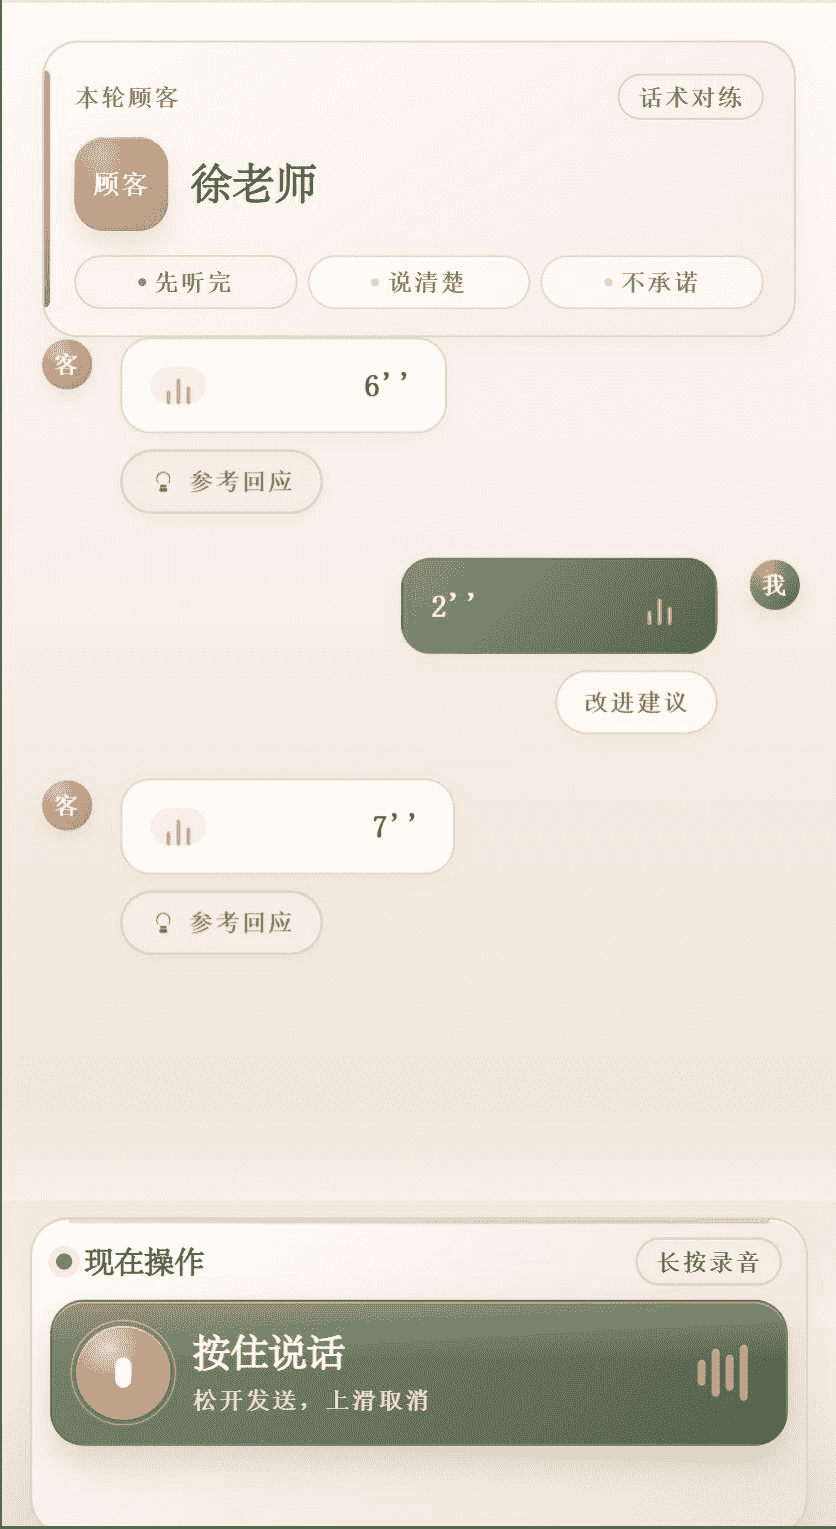 本轮顾客
话术对练
顾客
徐老师
先听完
说清楚
不承诺
客
6’’
参考回应
2’’
我
改进建议
客
7’’
参考回应
现在操作
长按录音
按住说话
松开发送，上滑取消